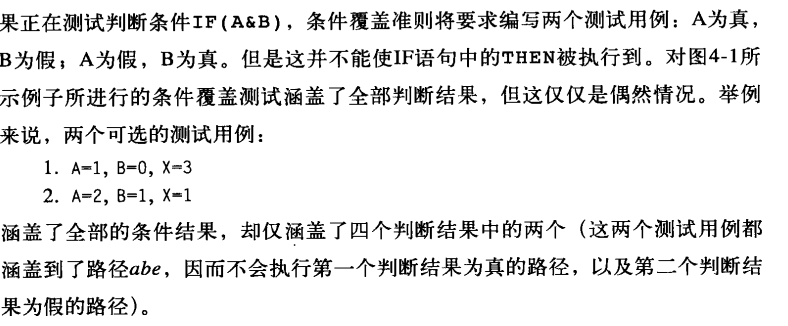 果正在测试判断条件IF(A&B)，条件覆盖准则将要求编写两个测试用例：A为真，
B为假；A为假，B为真。但是这并不能使IF语句中的THEN被执行到。对图4-1所
示例子所进行的条件覆盖测试涵盖了全部判断结果，但这仅仅是偶然情况。举例
来说，两个可选的测试用例：
1. A=1, B=0, X=3
2. A=2, B=1, X=1
涵盖了全部的条件结果，却仅涵盖了四个判断结果中的两个（这两个测试用例都
涵盖到了路径abe，因而不会执行第一个判断结果为真的路径，以及第二个判断结
果为假的路径）。